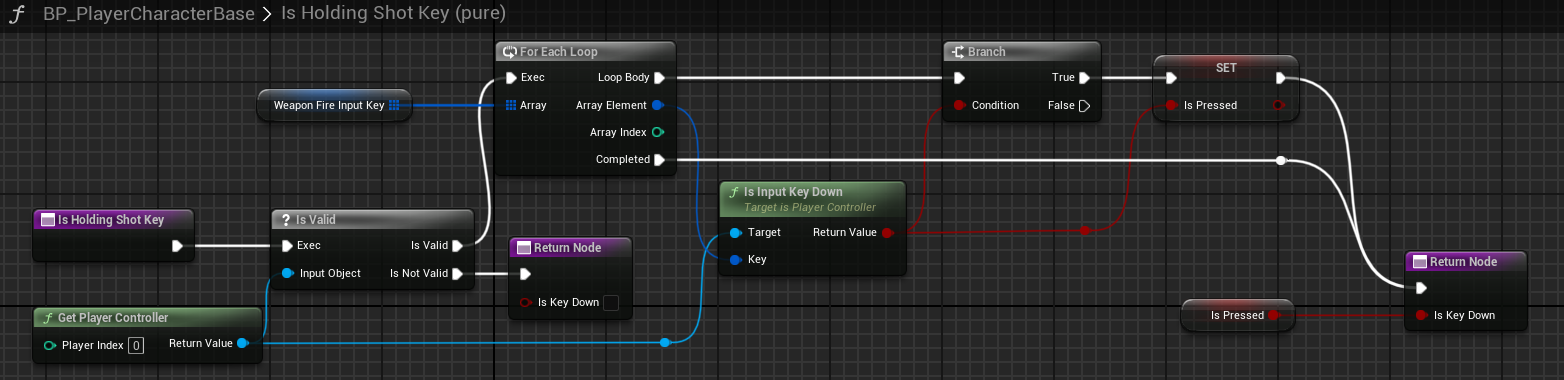 f BP_PlayerCharacterBase > Is Holding Shot Key (pure)
For Each Loop
Exec Loop Body
Array Array Element
Array Index
Completed
Weapon Fire Input Key
Branch
True
Condition False
SET
Is Pressed
f Is Input Key Down
Target is Player Controller
Target Return Value
Key
Is Holding Shot Key
? Is Valid
Exec Is Valid
Input Object Is Not Valid
Return Node
Is Key Down
f Get Player Controller
Player Index 0 Return Value
Is Pressed
Return Node
Is Key Down